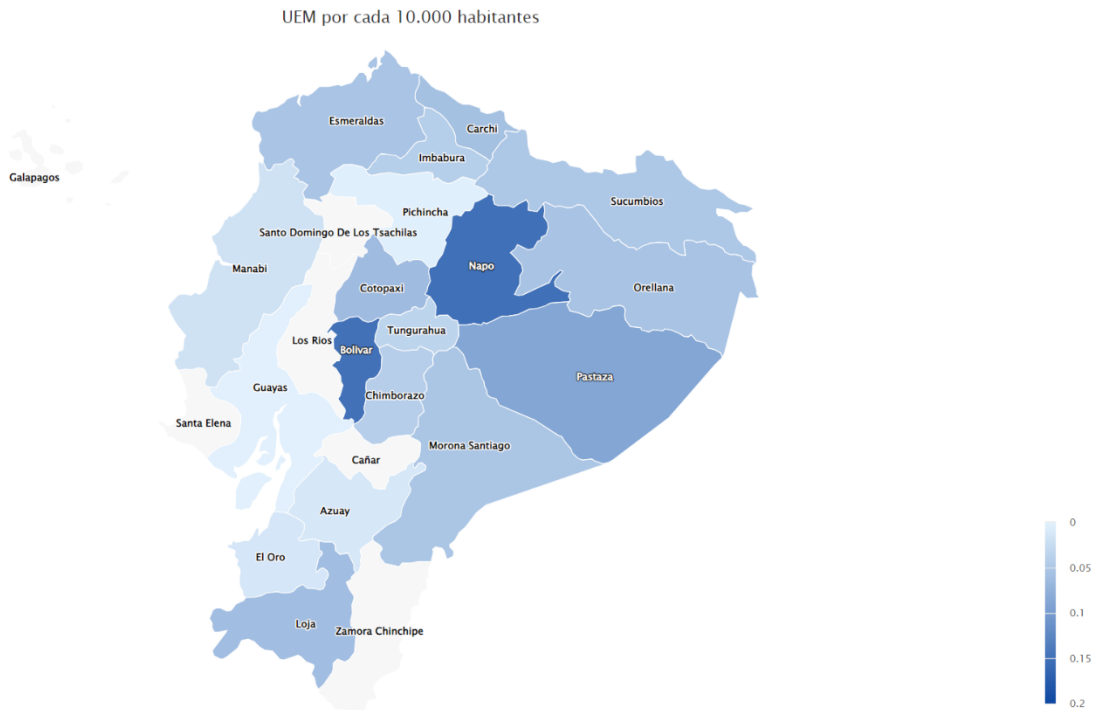 UEM por cada 10.000 habitantes
Esmeraldas
Carchi
Imbabura
Galapagos
Sucumbios
Pichincha
Santo Domingo De Los Tsachilas
Manabi
Napo
Cotopaxi
Orellana
Tungurahua
Los Rios
Bolivar
Pastaza
Guayas
Chimborazo
Santa Elena
Morona Santiago
Cañar
Azuay
El Oro
Loja
Zamora Chinchipe
0
0.05
0.1
0.15
0.2